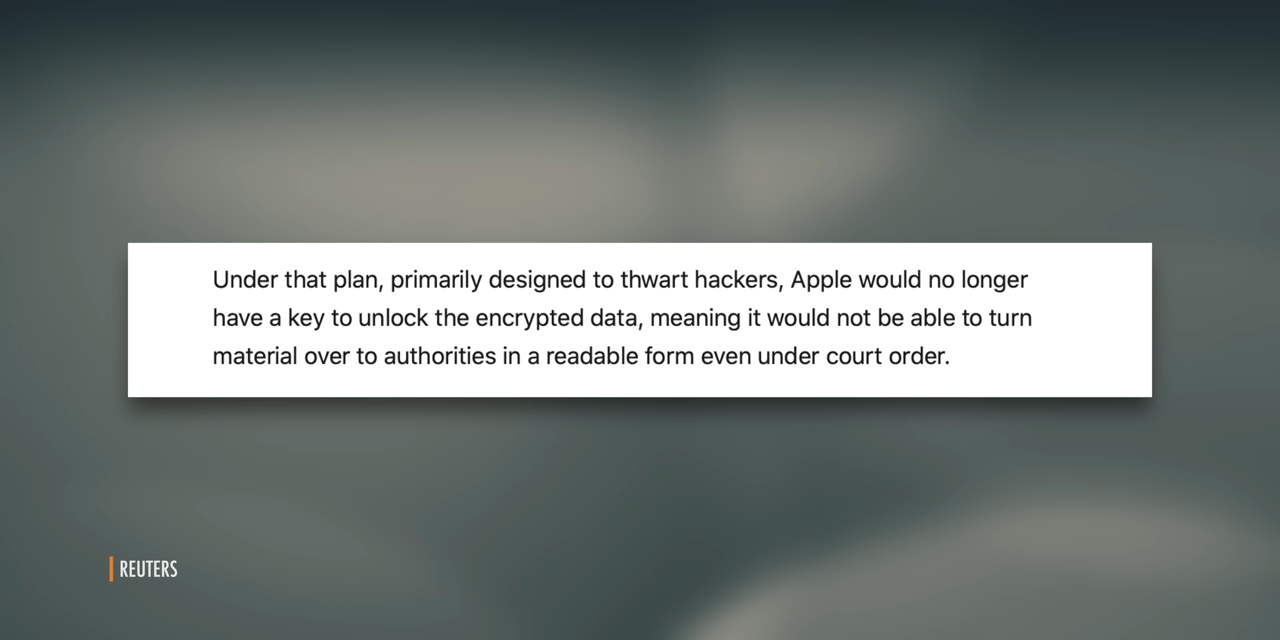 Under that plan, primarily designed to thwart hackers, Apple would no longer
have a key to unlock the encrypted data, meaning it would not be able to turn
material over to authorities in a readable form even under court order.
REUTERS